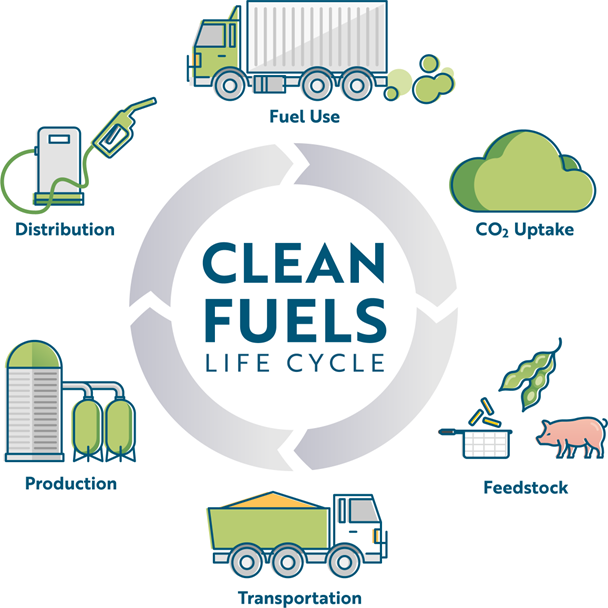 Fuel Use
CO₂ Uptake
Feedstock
Transportation
Production
Distribution
CLEAN
FUELS
LIFE CYCLE